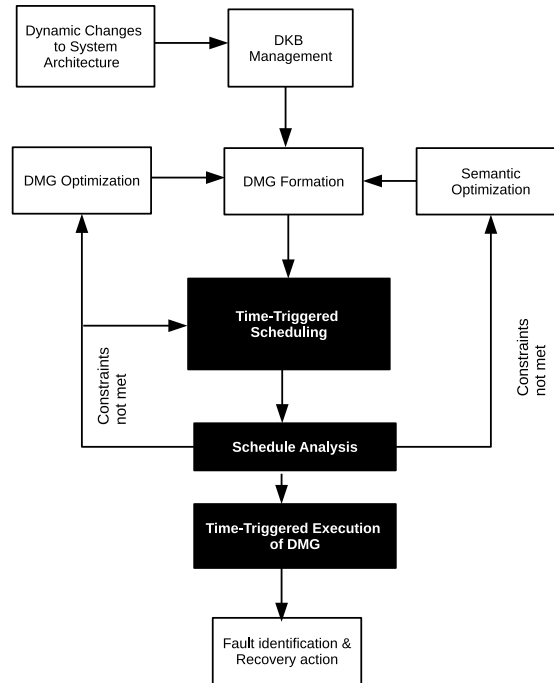 Dynamic Changes
to System
Architecture
DKB
Management
DMG Optimization
DMG Formation
Semantic
Optimization
Time-Triggered
Scheduling
Constraints
not met
Constraints
not met
Schedule Analysis
Time-Triggered Execution
of DMG
Fault identification &
Recovery action